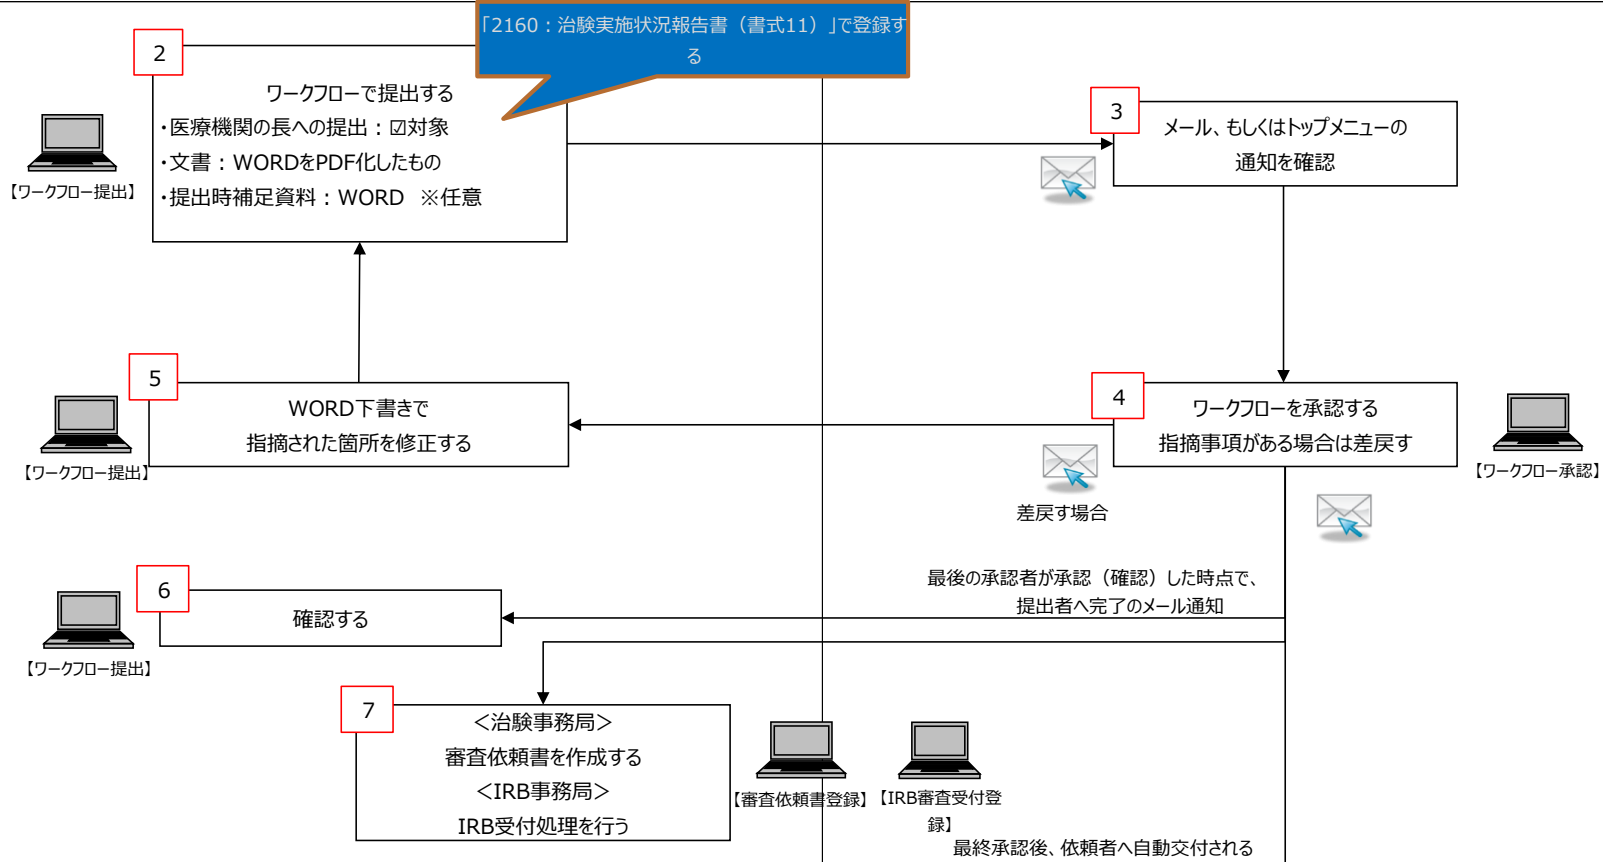 「2160：治験実施状況報告書（書式11）」で登録す
る
2
ワークフローで提出する
・医療機関の長への提出：☑対象
・文書：WORDをPDF化したもの
・提出時補足資料：WORD　※任意
【ワークフロー提出】
3
メール、もしくはトップメニューの
通知を確認
5
WORD下書きで
指摘された箇所を修正する
【ワークフロー提出】
4
ワークフローを承認する
指摘事項がある場合は差戻す
【ワークフロー承認】
差戻す場合
最後の承認者が承認（確認）した時点で、
提出者へ完了のメール通知
6
確認する
【ワークフロー提出】
7
＜治験事務局＞
審査依頼書を作成する
＜IRB事務局＞
IRB受付処理を行う
【審査依頼書登録】
【IRB審査受付登
録】
最終承認後、依頼者へ自動交付される